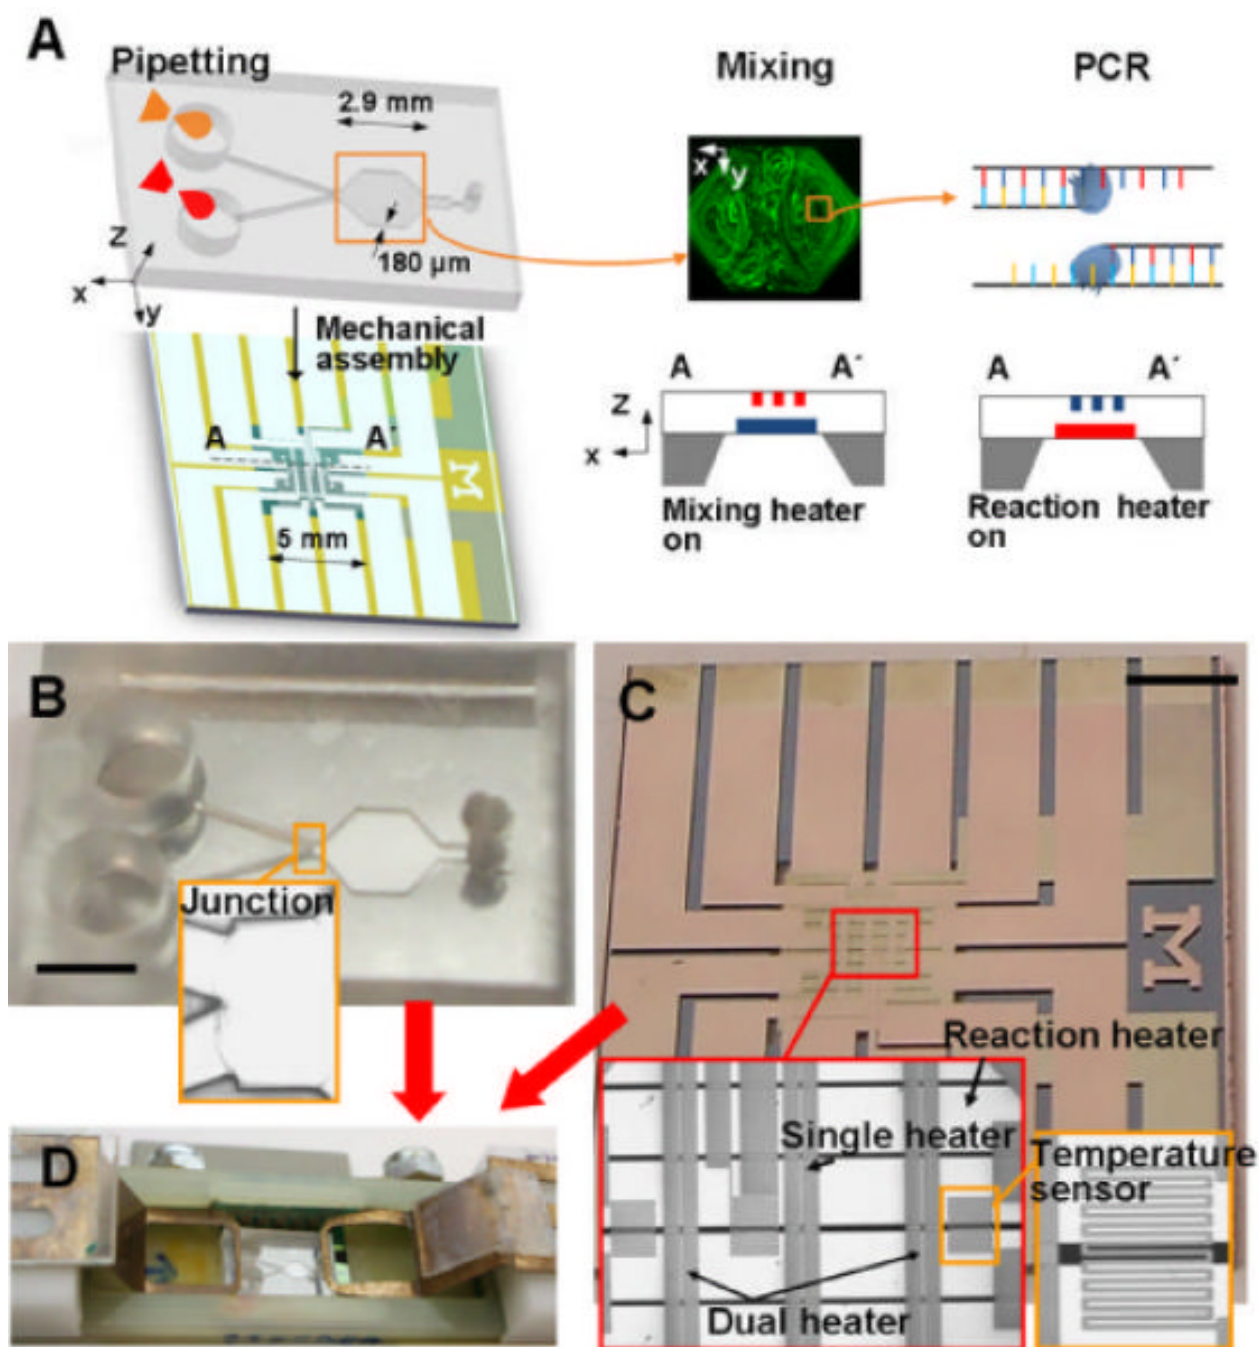 A
Pipetting
Mixing
PCR
2.9 mm
x
y
180 µm
Z
x
y
Mechanical
assembly
A
A´
M
5 mm
A
A´
Z
x
Mixing heater
on
A
A´
Reaction heater
on
B
Junction
C
M
Reaction heater
Single heater
Temperature
sensor
Dual heater
D